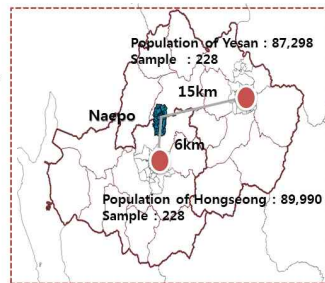 Population of Yesan : 87,298
Sample : 228
15km
Naepo
6km
Population of Hongseong : 89,990
Sample : 228